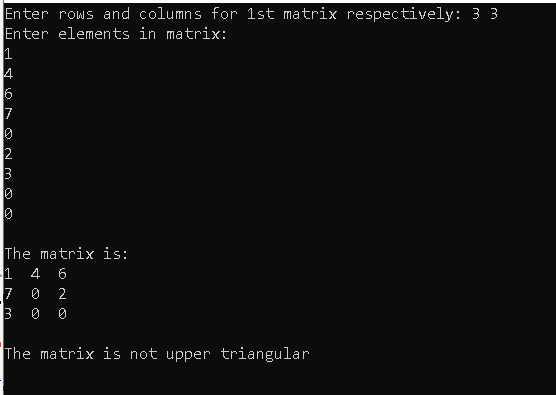 Enter rows and columns for 1st matrix respectively: 3 3
Enter elements in matrix:
1
4
6
7
0
2
3
0
0
The matrix is:
1 4 6
7 0 2
3 0 0
The matrix is not upper triangular